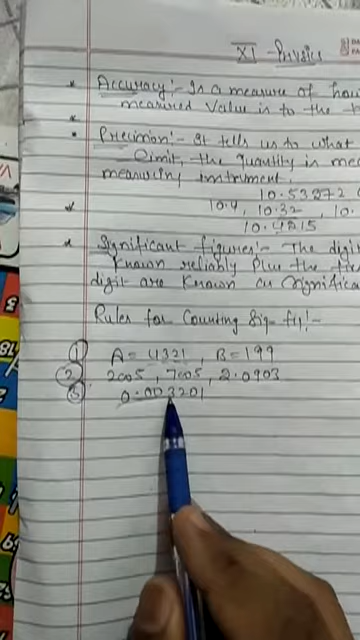 XI Physics
* Accuracy:- Is a measure of how
measured value is to the t
* Precision:- It tells us to what
limit, the quantity is mea
measuring instrument.
10.53272
10.4, 10.32, 10.
10.4215
* Significant figures:- The digit
Known reliably plus the fir
digit are known as significa
Rules for Counting Sig-fig!-
① A = 4321, B = 199
② 2005, 7005, 2.0903
③ 0.003201